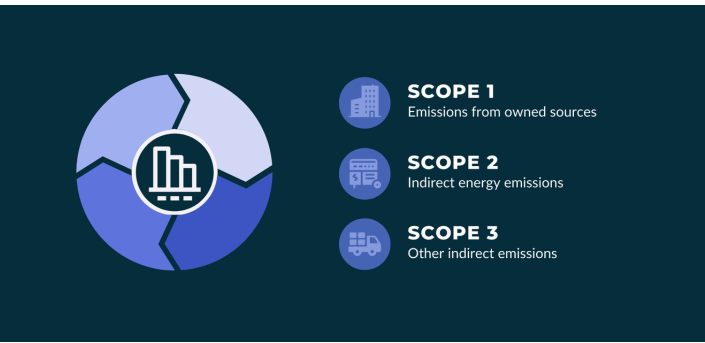 SCOPE 1
Emissions from owned sources
SCOPE 2
Indirect energy emissions
SCOPE 3
Other indirect emissions